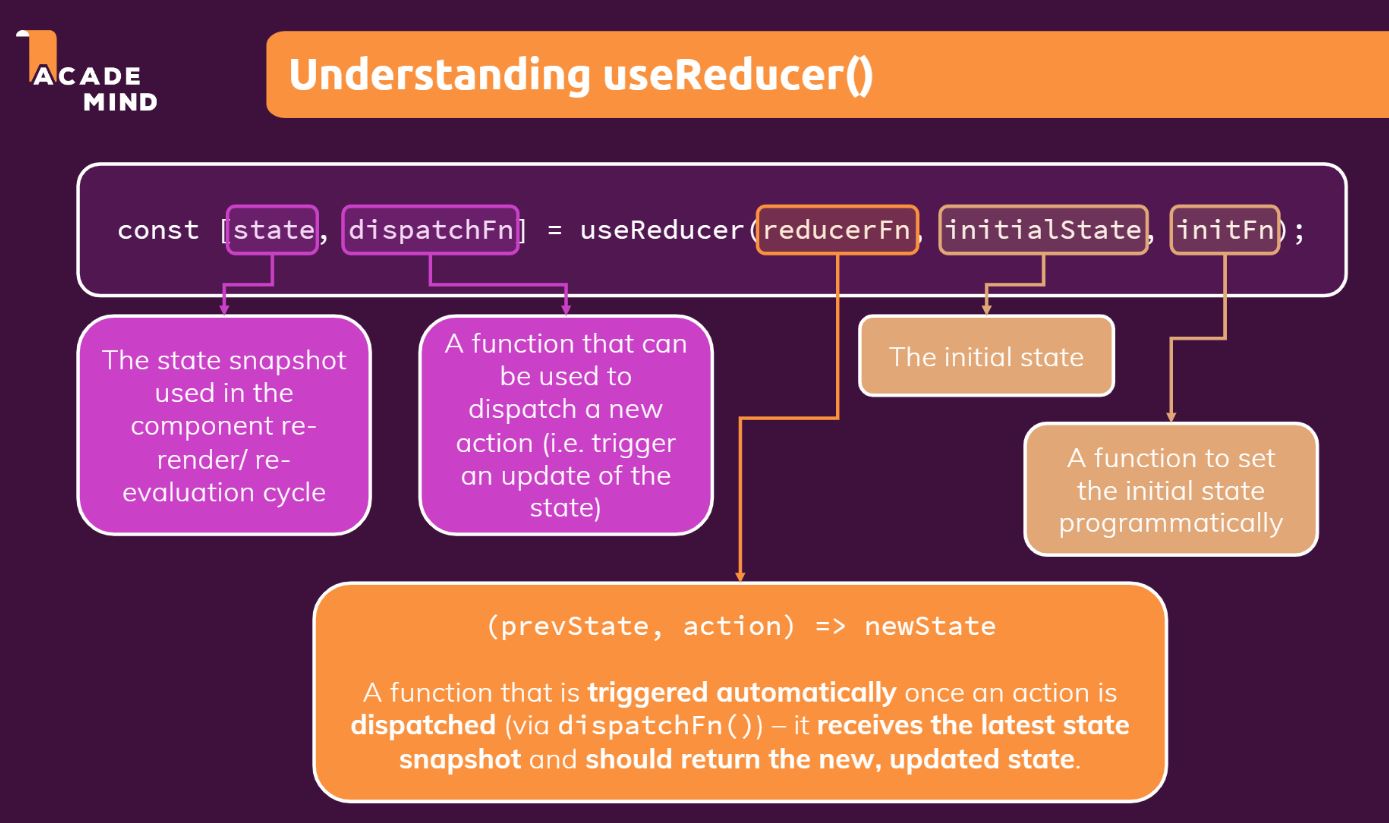 ACADE
MIND
Understanding useReducer()
const [state, dispatchFn] = useReducer(reducerFn, initialState, initFn);
The state snapshot
used in the
component re-
render/ re-
evaluation cycle
A function that can
be used to
dispatch a new
action (i.e. trigger
an update of the
state)
The initial state
A function to set
the initial state
programmatically
(prevState, action) => newState
A function that is triggered automatically once an action is
dispatched (via dispatchFn()) – it receives the latest state
snapshot and should return the new, updated state.